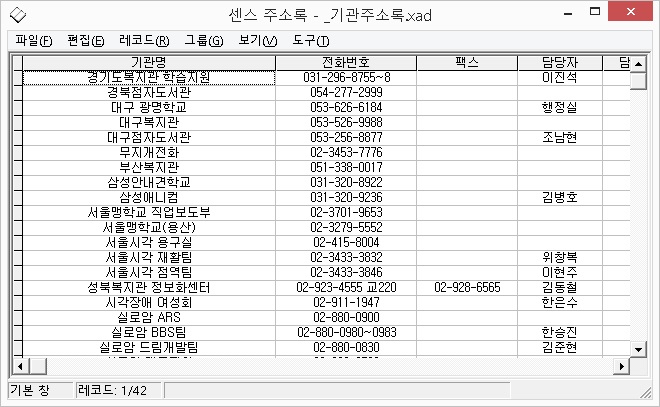 센스 주소록 - _기관주소록.xad
파일(F) 편집(E) 레코드(R) 그룹(G) 보기(V) 도구(T)
기관명 전화번호 팩스 담당자 담
경기도복지관 학습지원 031-296-8755~8 이진석
경북점자도서관 054-277-2999
대구 광명학교 053-626-6184 행정실
대구복지관 053-526-9988
대구점자도서관 053-256-8877 조남현
무지개전화 02-3453-7776
부산복지관 051-338-0017
삼성안내견학교 031-320-8922
삼성애니컴 031-320-9236 김병호
서울맹학교 직업보도부 02-3701-9653
서울맹학교(용산) 02-3279-5552
서울시각 용구실 02-415-8004
서울시각 재활팀 02-3433-3832 위창복
서울시각 점역팀 02-3433-3846 이현주
성북복지관 정보화센터 02-923-4555 교220 02-928-6565 김동철
시각장애 여성회 02-911-1947 한은수
실로암 ARS 02-880-0900
실로암 BBS팀 02-880-0980~0983 한승진
실로암 드림개발팀 02-880-0830 김준현
기본 창 레코드: 1/42